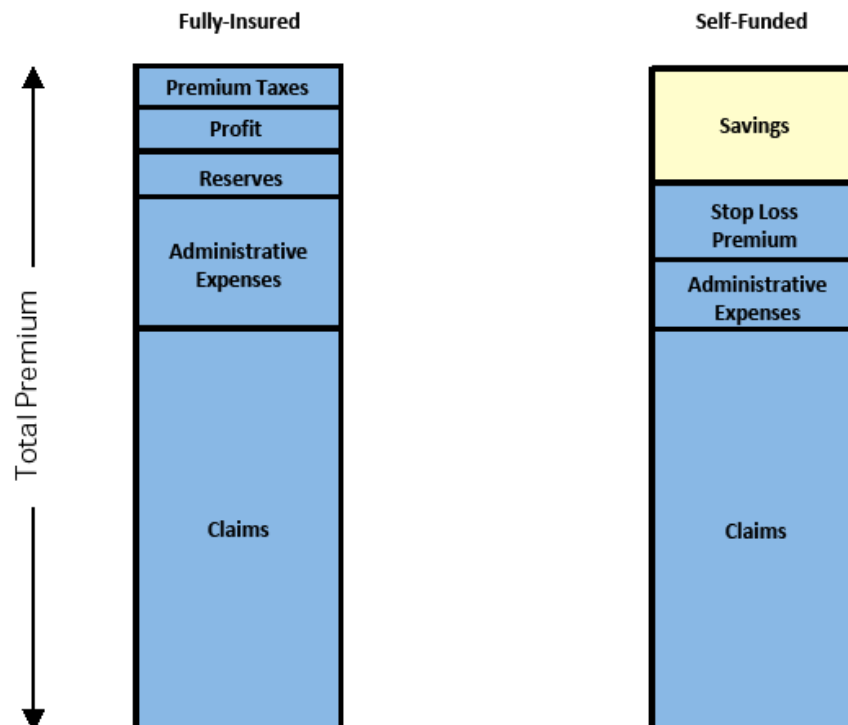 Fully-Insured
Self-Funded
Total Premium
Premium Taxes
Profit
Reserves
Administrative
Expenses
Claims
Savings
Stop Loss
Premium
Administrative
Expenses
Claims